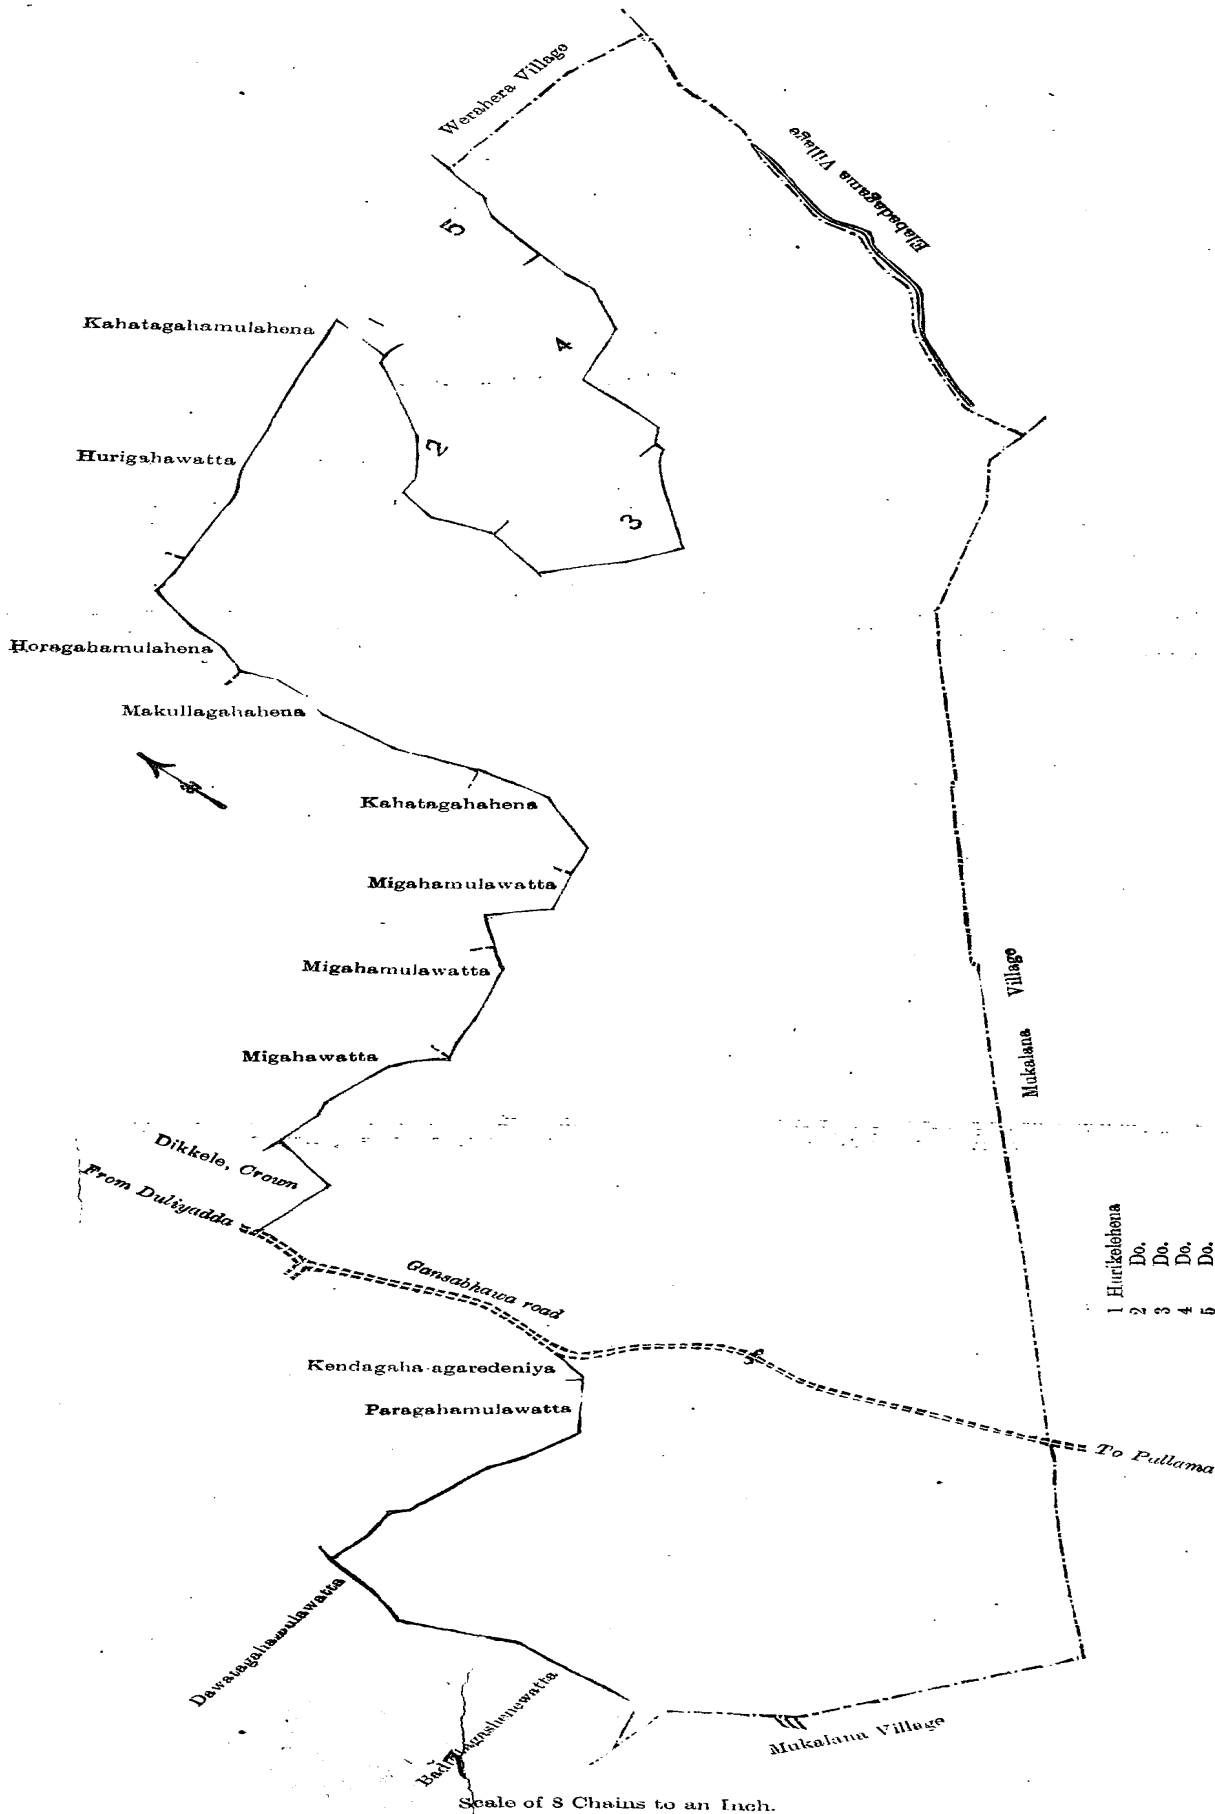 Werahera Village
Elabadagama Village
5
Kahatagahamulahena
1
4
2
Hurigahawatta
3
Horagahamulahena
Makullagahahena
Kahatagahahena
Migahamulawatta
Migahamulawatta
Mukalana Village
Migahawatta
Dikkele, Crown
From Duliyadda
Gansabhawa road
1 Hurikelehena
2 Do.
3 Do.
4 Do.
5 Do.
Kendagaha-agaredeniya
Paragahamulawatta
To Pullama
Dawatagahamulawatta
Mukalana Village
Scale of 8 Chains to an Inch.